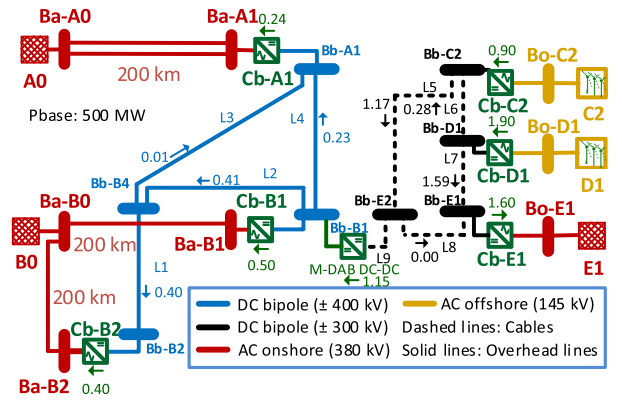 Ba-A0
Ba-A1
0.24
A0
200 km
Cb-A1
Bb-A1
Pbase: 500 MW
L3
L4
0.01
0.23
Bb-C2
0.90
Bo-C2
L5
1.17
0.28
L6
Cb-C2
C2
Bb-D1
1.90
Bo-D1
L7
Cb-D1
D1
1.59
L2
0.41
Bb-B4
Ba-B0
Cb-B1
Bb-B1
Bb-E2
Bb-E1
1.60
Bo-E1
B0
200 km
Ba-B1
0.50
0.00
L8
L9
Cb-E1
E1
M-DAB DC-DC
1.15
L1
0.40
200 km
Cb-B2
Bb-B2
Ba-B2
0.40
DC bipole (± 400 kV)
AC offshore (145 kV)
DC bipole (± 300 kV)
Dashed lines: Cables
AC onshore (380 kV)
Solid lines: Overhead lines